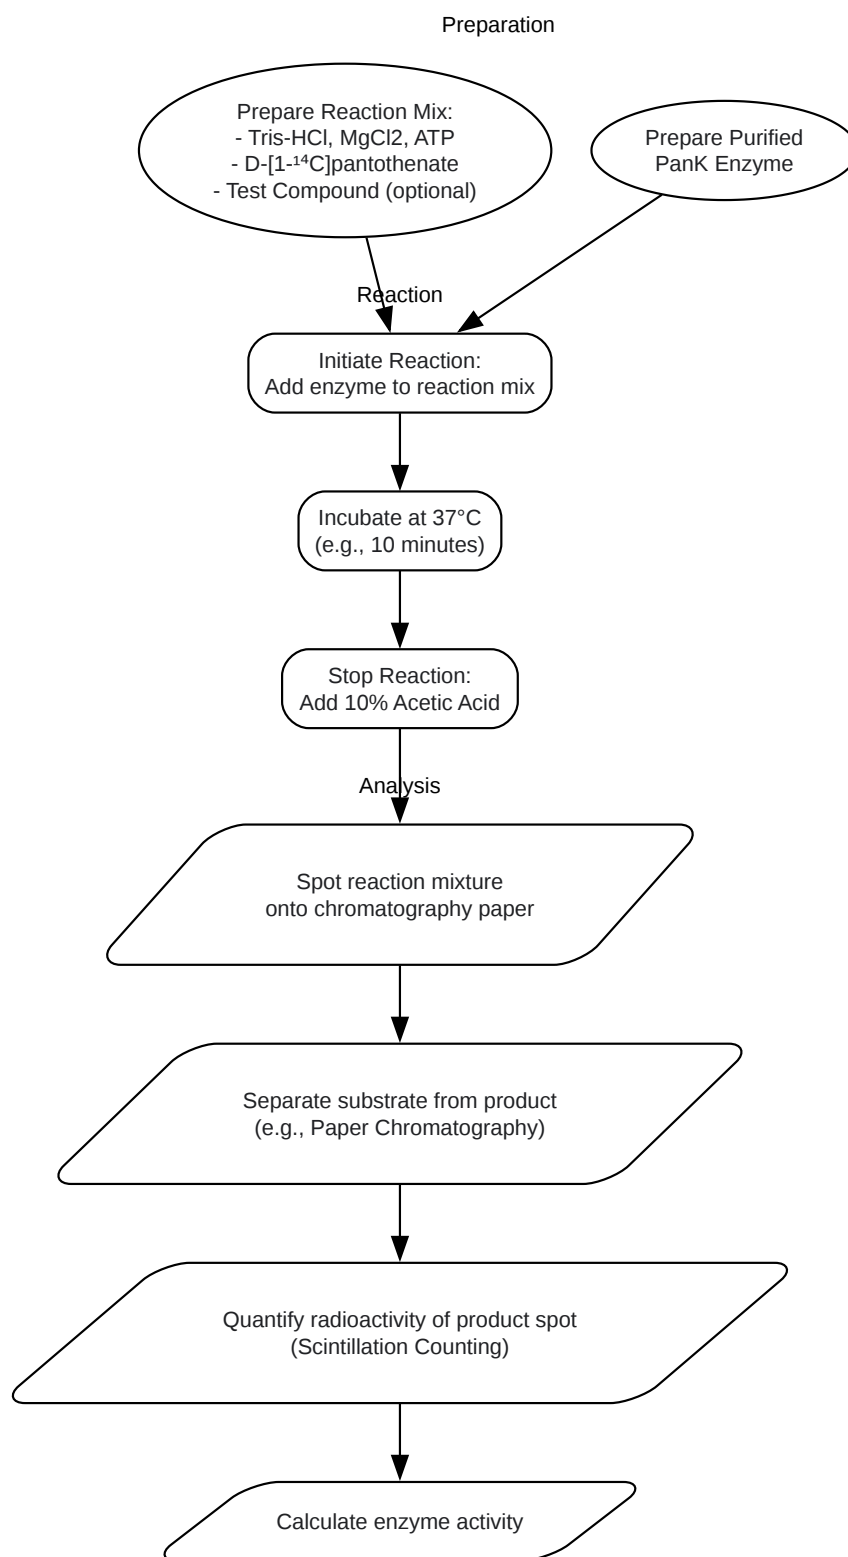 Preparation
Prepare Reaction Mix:
- Tris-HCl, MgCl2, ATP
- D-[1-¹⁴C]pantothenate
- Test Compound (optional)
Prepare Purified
PanK Enzyme
Reaction
Initiate Reaction:
Add enzyme to reaction mix
Incubate at 37°C
(e.g., 10 minutes)
Stop Reaction:
Add 10% Acetic Acid
Analysis
Spot reaction mixture
onto chromatography paper
Separate substrate from product
(e.g., Paper Chromatography)
Quantify radioactivity of product spot
(Scintillation Counting)
Calculate enzyme activity